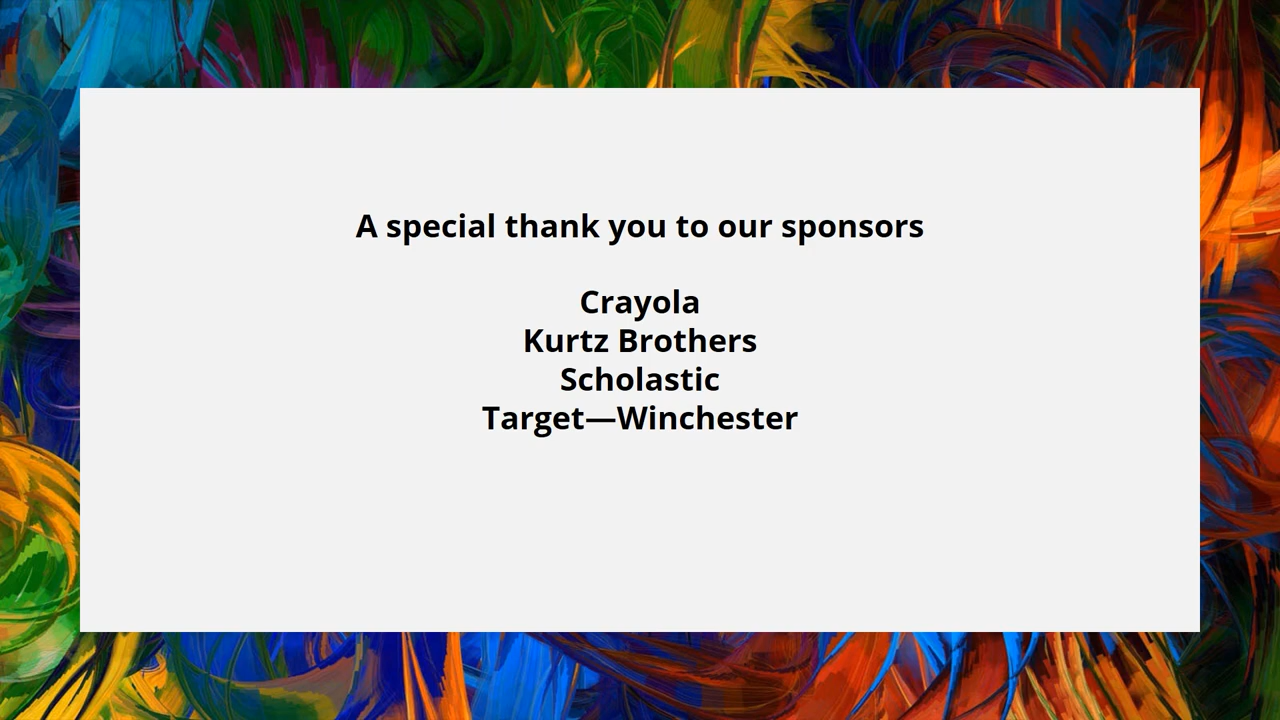 A special thank you to our sponsors
Crayola
Kurtz Brothers
Scholastic
Target—Winchester